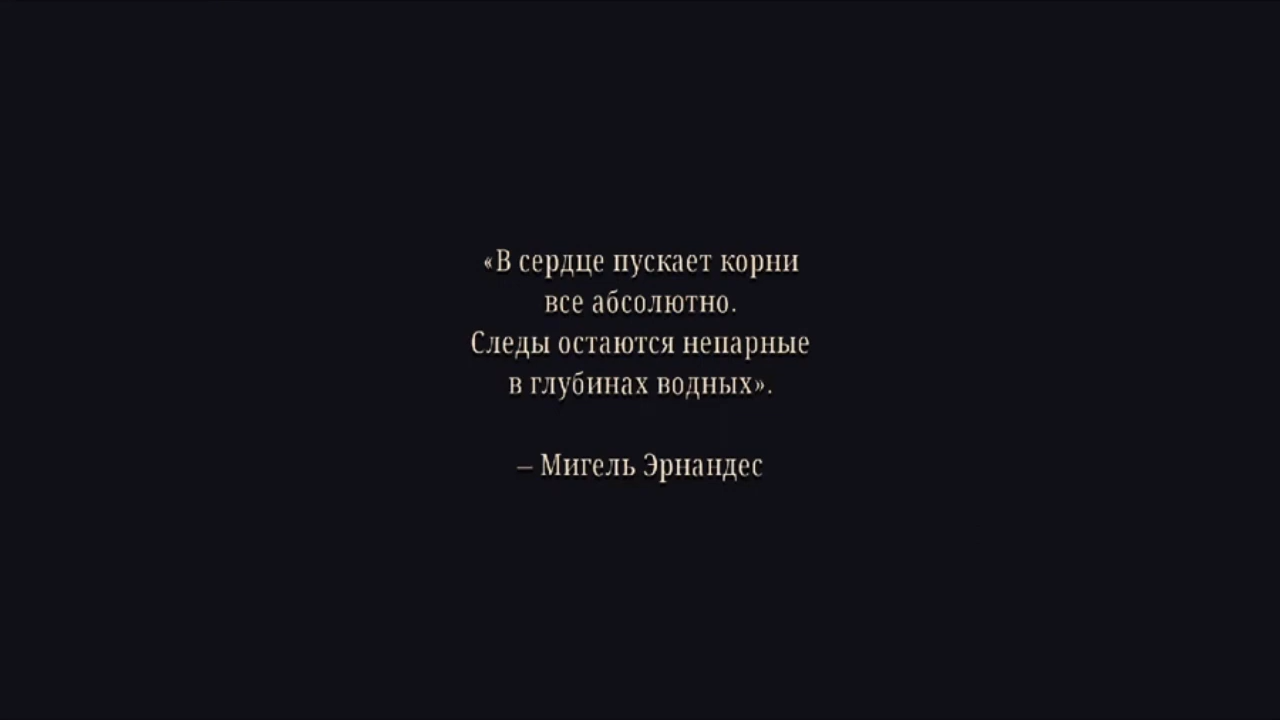 «В сердце пускает корни
все абсолютно.
Следы остаются непарные
в глубинах водных».
– Мигель Эрнандес